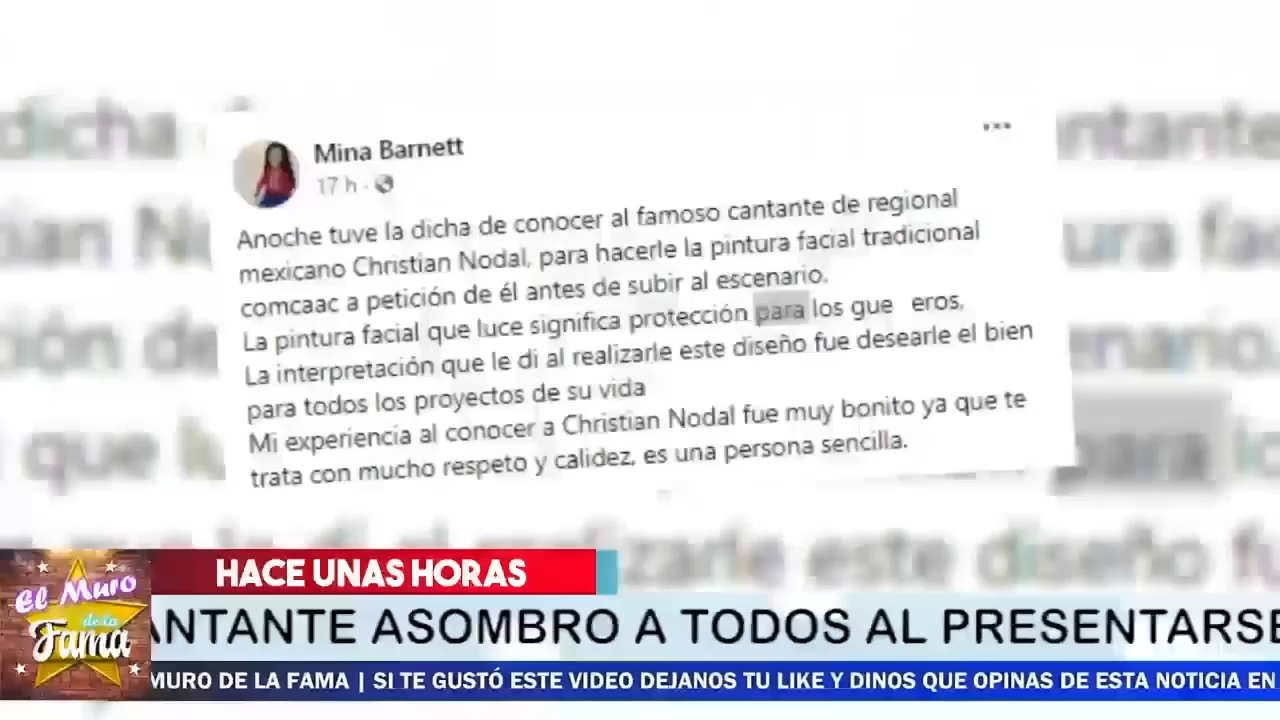 Mina Barnett
17 h ·
Anoche tuve la dicha de conocer al famoso cantante de regional
mexicano Christian Nodal, para hacerle la pintura facial tradicional
comcaac a petición de él antes de subir al escenario.
La pintura facial que luce significa protección para los gue eros,
La interpretación que le di al realizarle este diseño fue desearle el bien
para todos los proyectos de su vida
Mi experiencia al conocer a Christian Nodal fue muy bonito ya que te
trata con mucho respeto y calidez, es una persona sencilla.
HACE UNAS HORAS
El Muro
de la
Fama
ANTANTE ASOMBRO A TODOS AL PRESENTARSE
MURO DE LA FAMA | SI TE GUSTÓ ESTE VIDEO DEJANOS TU LIKE Y DINOS QUE OPINAS DE ESTA NOTICIA EN